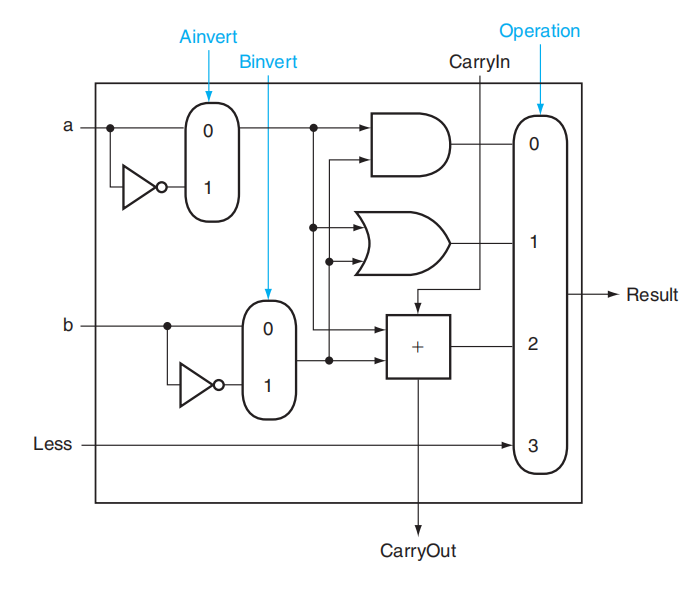 Operation
Ainvert
Binvert
CarryIn
a
0
0
1
1
b
0
2
1
Result
Less
3
+
CarryOut